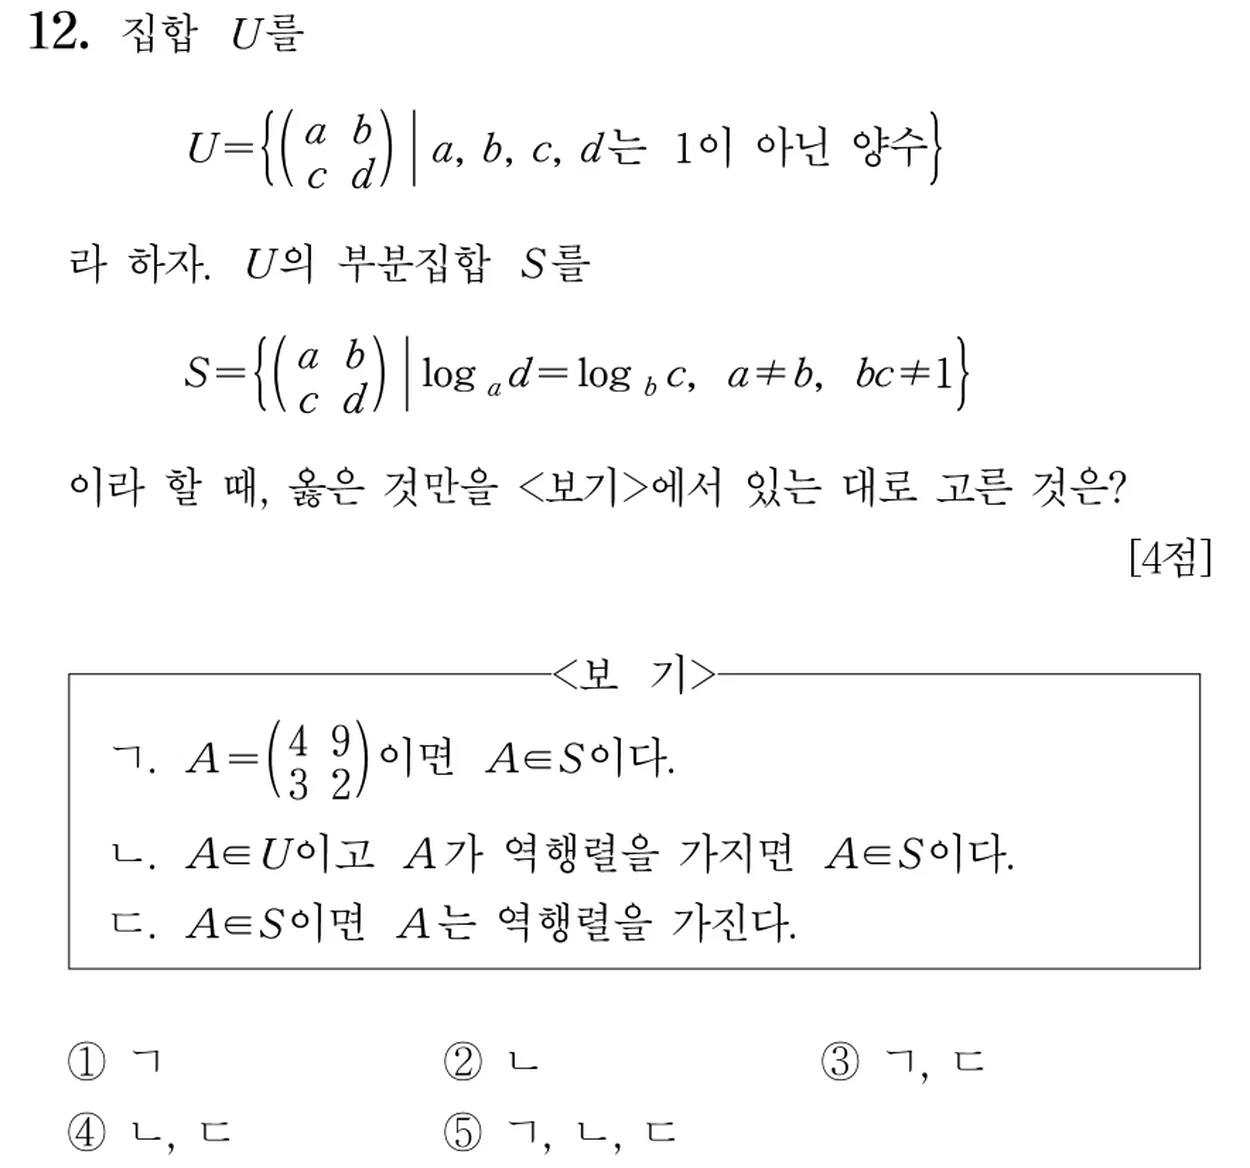 12. 집합 U를
U={(a b
c d) | a, b, c, d는 1이 아닌 양수}
라 하자. U의 부분집합 S를
S={(a b
c d) | log_a d=log_b c, a≠b, bc≠1}
이라 할 때, 옳은 것만을 <보기>에서 있는 대로 고른 것은?
[4점]
<보 기>
ㄱ. A=(4 9
3 2)이면 A∈S이다.
ㄴ. A∈U이고 A가 역행렬을 가지면 A∈S이다.
ㄷ. A∈S이면 A는 역행렬을 가진다.
① ㄱ ② ㄴ ③ ㄱ, ㄷ
④ ㄴ, ㄷ ⑤ ㄱ, ㄴ, ㄷ